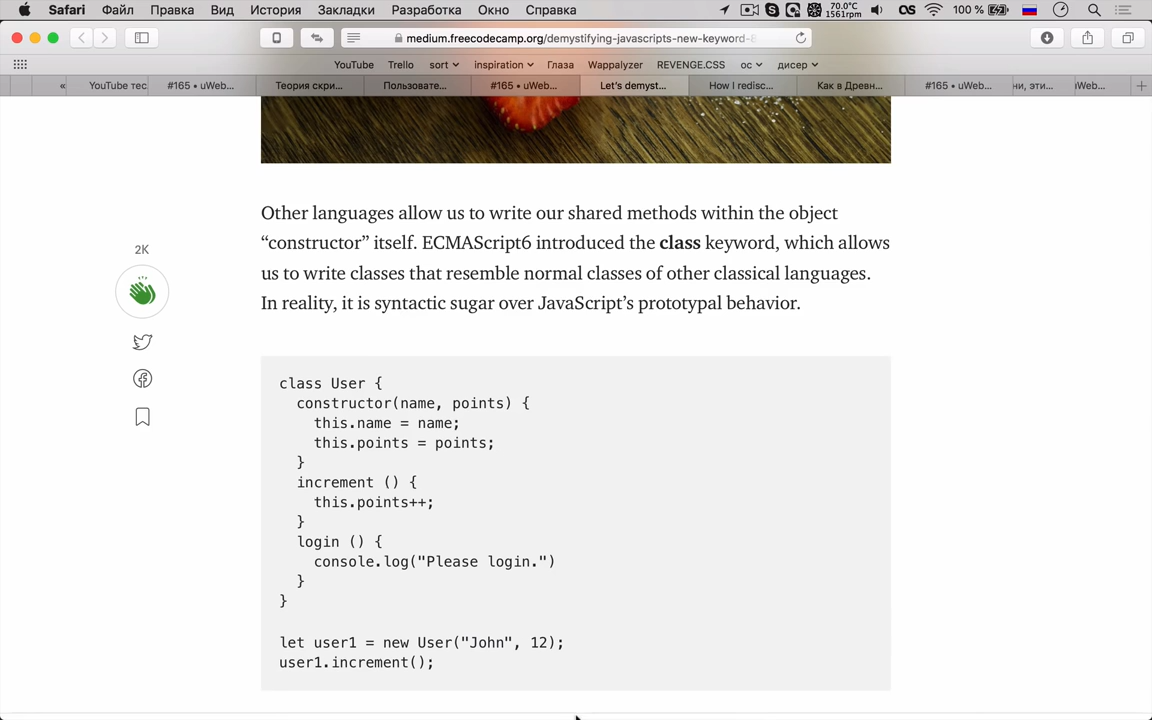 Safari Файл Правка Вид История Закладки Разработка Окно Справка 70.0°C 1561rpm 100 %
medium.freecodecamp.org/demystifying-javascripts-new-keyword-
YouTube Trello sort inspiration Глаза Wappalyzer REVENGE.CSS ос дисер
« YouTube тес #165 • uWeb... Теория скри... Пользовате... #165 • uWeb... Let's demyst... How I redisc... Как в Древн... #165 • uWeb... ни, эти... Web...
Other languages allow us to write our shared methods within the object
“constructor” itself. ECMAScript6 introduced the class keyword, which allows
us to write classes that resemble normal classes of other classical languages.
In reality, it is syntactic sugar over JavaScript’s prototypal behavior.
2K
class User {
constructor(name, points) {
this.name = name;
this.points = points;
}
increment () {
this.points++;
}
login () {
console.log("Please login.")
}
}
let user1 = new User("John", 12);
user1.increment();